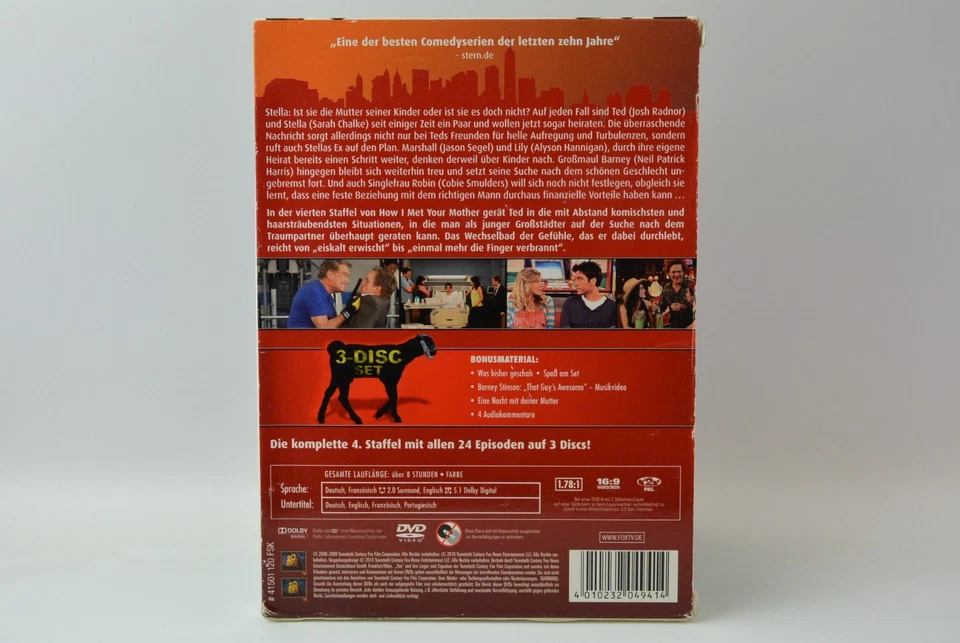 „Eine der besten Comedyserien der letzten zehn Jahre“
- stern.de
Stella: Ist sie die Mutter seiner Kinder oder ist sie es doch nicht? Auf jeden Fall sind Ted (Josh Radnor)
und Stella (Sarah Chalke) seit einiger Zeit ein Paar und wollen jetzt sogar heiraten. Die überraschende
Nachricht sorgt allerdings nicht nur bei Teds Freunden für helle Aufregung und Turbulenzen, sondern
ruft auch Stellas Ex auf den Plan. Marshall (Jason Segel) und Lily (Alyson Hannigan), durch ihre eigene
Heirat bereits einen Schritt weiter, denken derweil über Kinder nach. Großmaul Barney (Neil Patrick
Harris) hingegen bleibt sich weiterhin treu und setzt seine Suche nach dem schönen Geschlecht un-
gebremst fort. Und auch Singlefrau Robin (Cobie Smulders) will sich noch nicht festlegen, obgleich sie
lernt, dass eine feste Beziehung mit dem richtigen Mann durchaus finanzielle Vorteile haben kann ...
In der vierten Staffel von How I Met Your Mother gerät Ted in die mit Abstand komischsten und
haarsträubendsten Situationen, in die man als junger Großstädter auf der Suche nach dem
Traumpartner überhaupt geraten kann. Das Wechselbad der Gefühle, das er dabei durchlebt,
reicht von „eiskalt erwischt“ bis „einmal mehr die Finger verbrannt“.
3-DISC
SET
BONUSMATERIAL:
• Was bisher geschah • Spaß am Set
• Barney Stinson: „That Guy's Awesome“ – Musikvideo
• Eine Nacht mit deiner Mutter
• 4 Audiokommentare
Die komplette 4. Staffel mit allen 24 Episoden auf 3 Discs!
GESAMTE LAUFLÄNGE: über 8 STUNDEN • FARBE
Sprache: Deutsch, Französisch 2.0 Surround, Englisch 5.1 Dolby Digital
Untertitel: Deutsch, Englisch, Französisch, Portugiesisch
1.78:1
16:9
PAL
DOLBY
DIGITAL
DVD
VIDEO
WWW.FOXTV.DE
# 41501 120 FSK
4 010232 049414